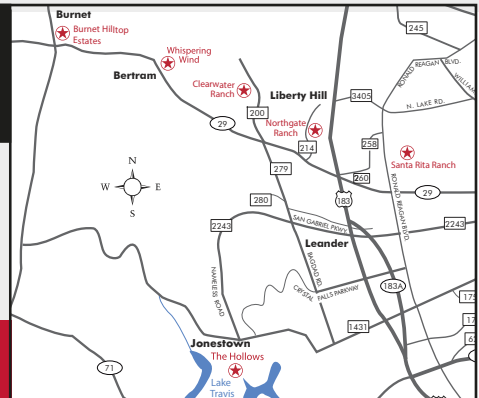 Burnet
Burnet Hilltop
Estates
245
Whispering
Wind
RONALD REAGAN BLVD.
Bertram
Clearwater
Ranch
Liberty Hill
3405
N. LAKE RD.
200
29
Northgate
Ranch
214
258
Santa Rita Ranch
279
260
N
W E
S
280
183
29
RONALD REAGAN BLVD.
2243
SAN GABRIEL PKWY.
2243
Leander
BAGDAD RD.
NAMELESS ROAD
CRYSTAL FALLS PARKWAY
183A
1431
Jonestown
The Hollows
71
Lake
Travis